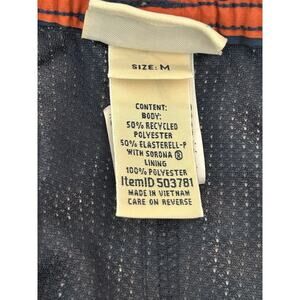 SIZE: M
CONTENT:
BODY:
50% RECYCLED
POLYESTER
50% ELASTERELL-P
WITH SORONA ®
LINING
100% POLYESTER
ItemID 503781
MADE IN VIETNAM
CARE ON REVERSE